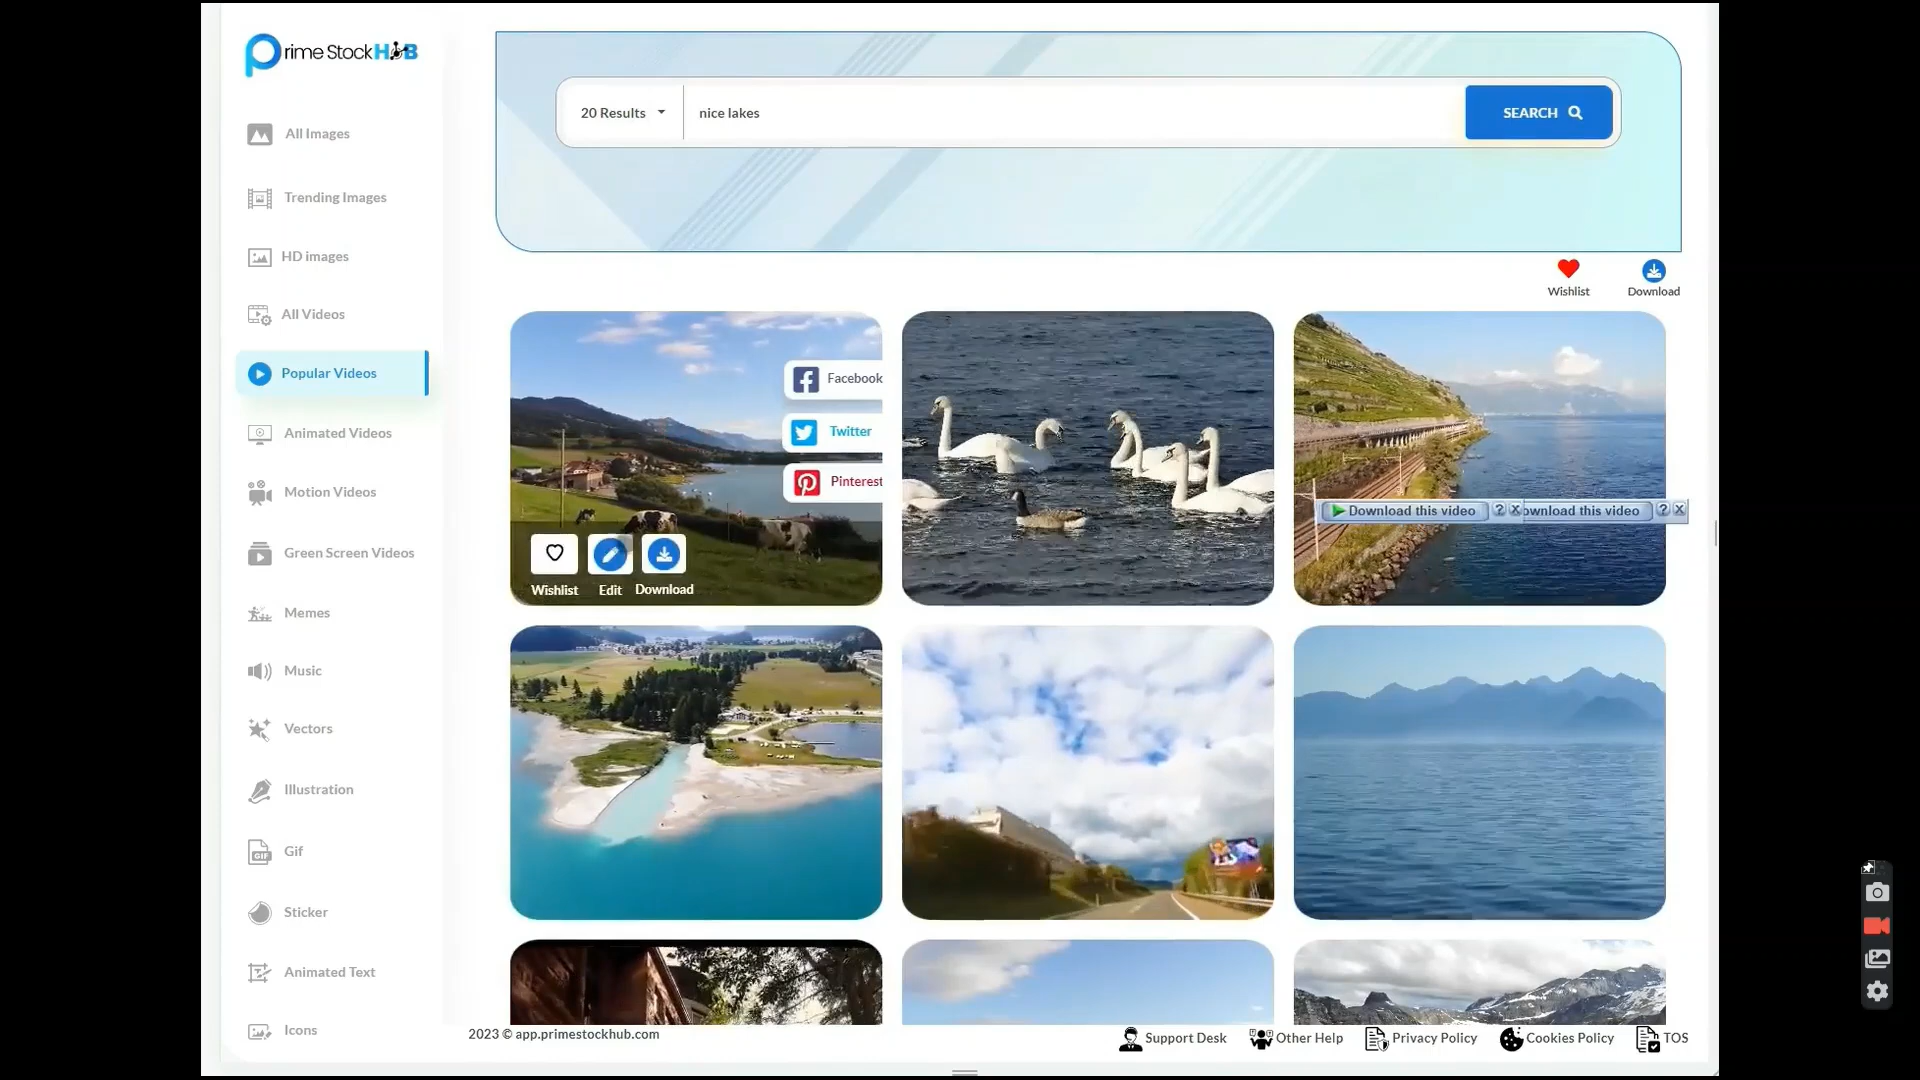 Prime StockHUB
All Images
Trending Images
HD images
All Videos
Popular Videos
Animated Videos
Motion Videos
Green Screen Videos
Memes
Music
Vectors
Illustration
Gif
Sticker
Animated Text
Icons
20 Results
nice lakes
SEARCH
Wishlist
Download
Facebook
Twitter
Pinterest
Wishlist
Edit
Download
Download this video
? X
ownload this video
? X
2023 © app.primestockhub.com
Support Desk
Other Help
Privacy Policy
Cookies Policy
TOS